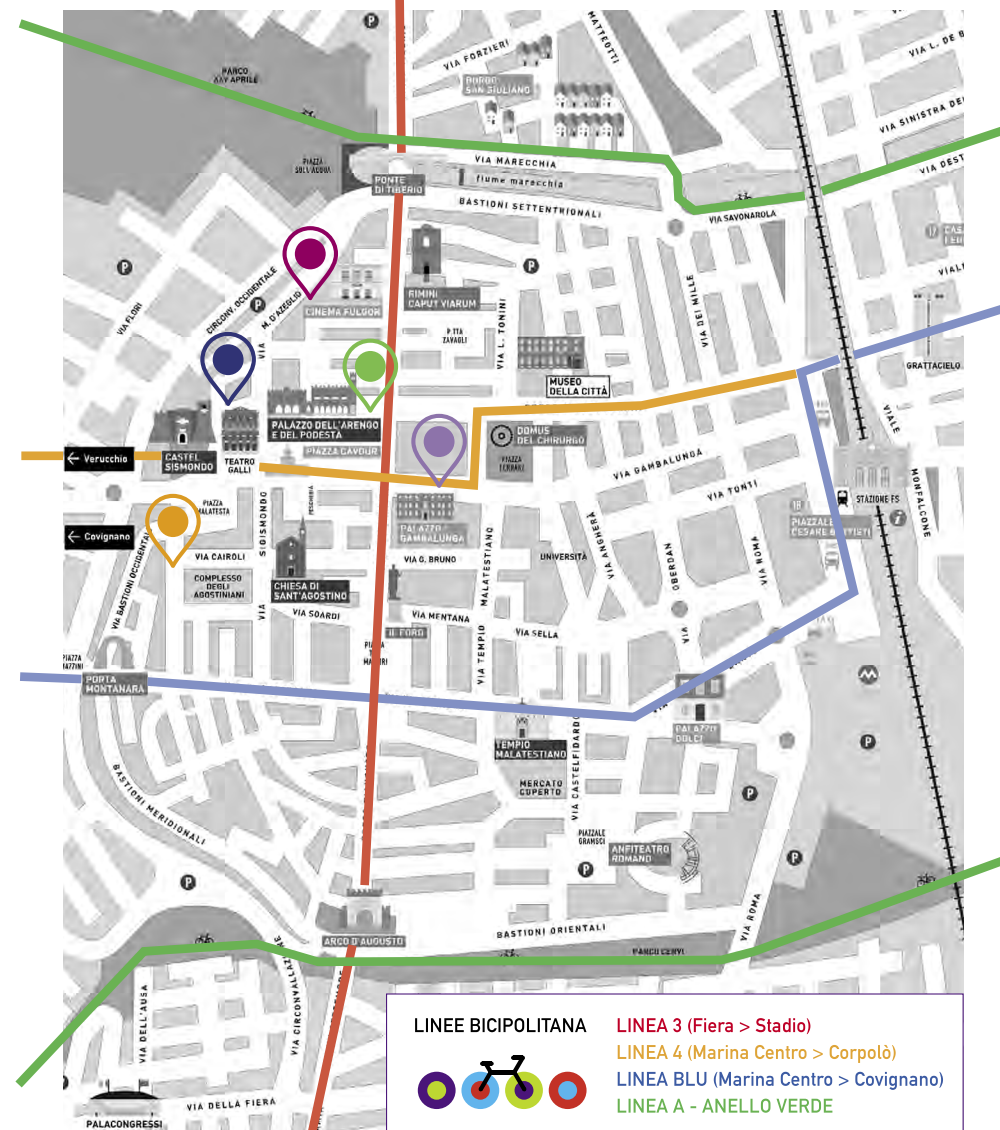 P
VIA FORZIERI
MATTEOTTI
VIA L. DE B
PARCO
XXV APRILE
BORGO
SAN GIULIANO
VIA SINISTRA DE
PIAZZA
SULL'ACQUA
VIA MARECCHIA
VIA DEST
PONTE
DI TIBERIO
fiume marecchia
BASTIONI SETTENTRIONALI
VIA SAVONAROLA
17
P
P
VIAL
CIRCONV. OCCIDENTALE
VIA M. D'AZEGLIO
P
VIA FLORI
CINEMA FULGOR
RIMINI
CAPUT VIARUM
VIA L. TONINI
VIA DEI MILLE
P.TTA
ZAVAGLI
GRATTACIELO
MUSEO
DELLA CITTÀ
PALAZZO DELL'ARENGO
E DEL PODESTÀ
PIAZZA CAVOUR
DOMUS
DEL CHIRURGO
PIAZZA
FERRARI
VIALE
MONFALCONE
← Verucchio
CASTEL
SISMONDO
TEATRO
GALLI
VIA GAMBALUNGA
VIA TONTI
STAZIONE FS
i
18
PIAZZALE
CESARE BATTISTI
PIAZZA
MALATESTA
PESCHERIA
PALAZZO
GAMBALUNGA
← Covignano
VIA BASTIONI OCCIDENTALI
VIA CAIROLI
VIA SIGISMONDO
VIA G. BRUNO
UNIVERSITÀ
VIA ANGHERÀ
VIA OBERDAN
VIA ROMA
COMPLESSO
DEGLI
AGOSTINIANI
CHIESA DI
SANT'AGOSTINO
VIA SOARDI
VIA MENTANA
VIA TEMPIO MALATESTIANO
VIA SELLA
IL FORO
PIAZZA
MAZZINI
PORTA
MONTANARA
M
PALAZZO
DOLCI
TEMPIO
MALATESTIANO
P
MERCATO
COPERTO
VIA CASTELFIDARDO
P
BASTIONI MERIDIONALI
PIAZZALE
GRAMSCI
ANFITEATRO
ROMANO
P
P
P
VIA ROMA
ARCO D'AUGUSTO
BASTIONI ORIENTALI
PARCO CERVI
VIA CIRCONVALLAZIONE
VIA DELL'AUSA
VIA DELLA FIERA
PALACONGRESSI
LINEE BICIPOLITANA
LINEA 3 (Fiera > Stadio)
LINEA 4 (Marina Centro > Corpolò)
LINEA BLU (Marina Centro > Covignano)
LINEA A - ANELLO VERDE